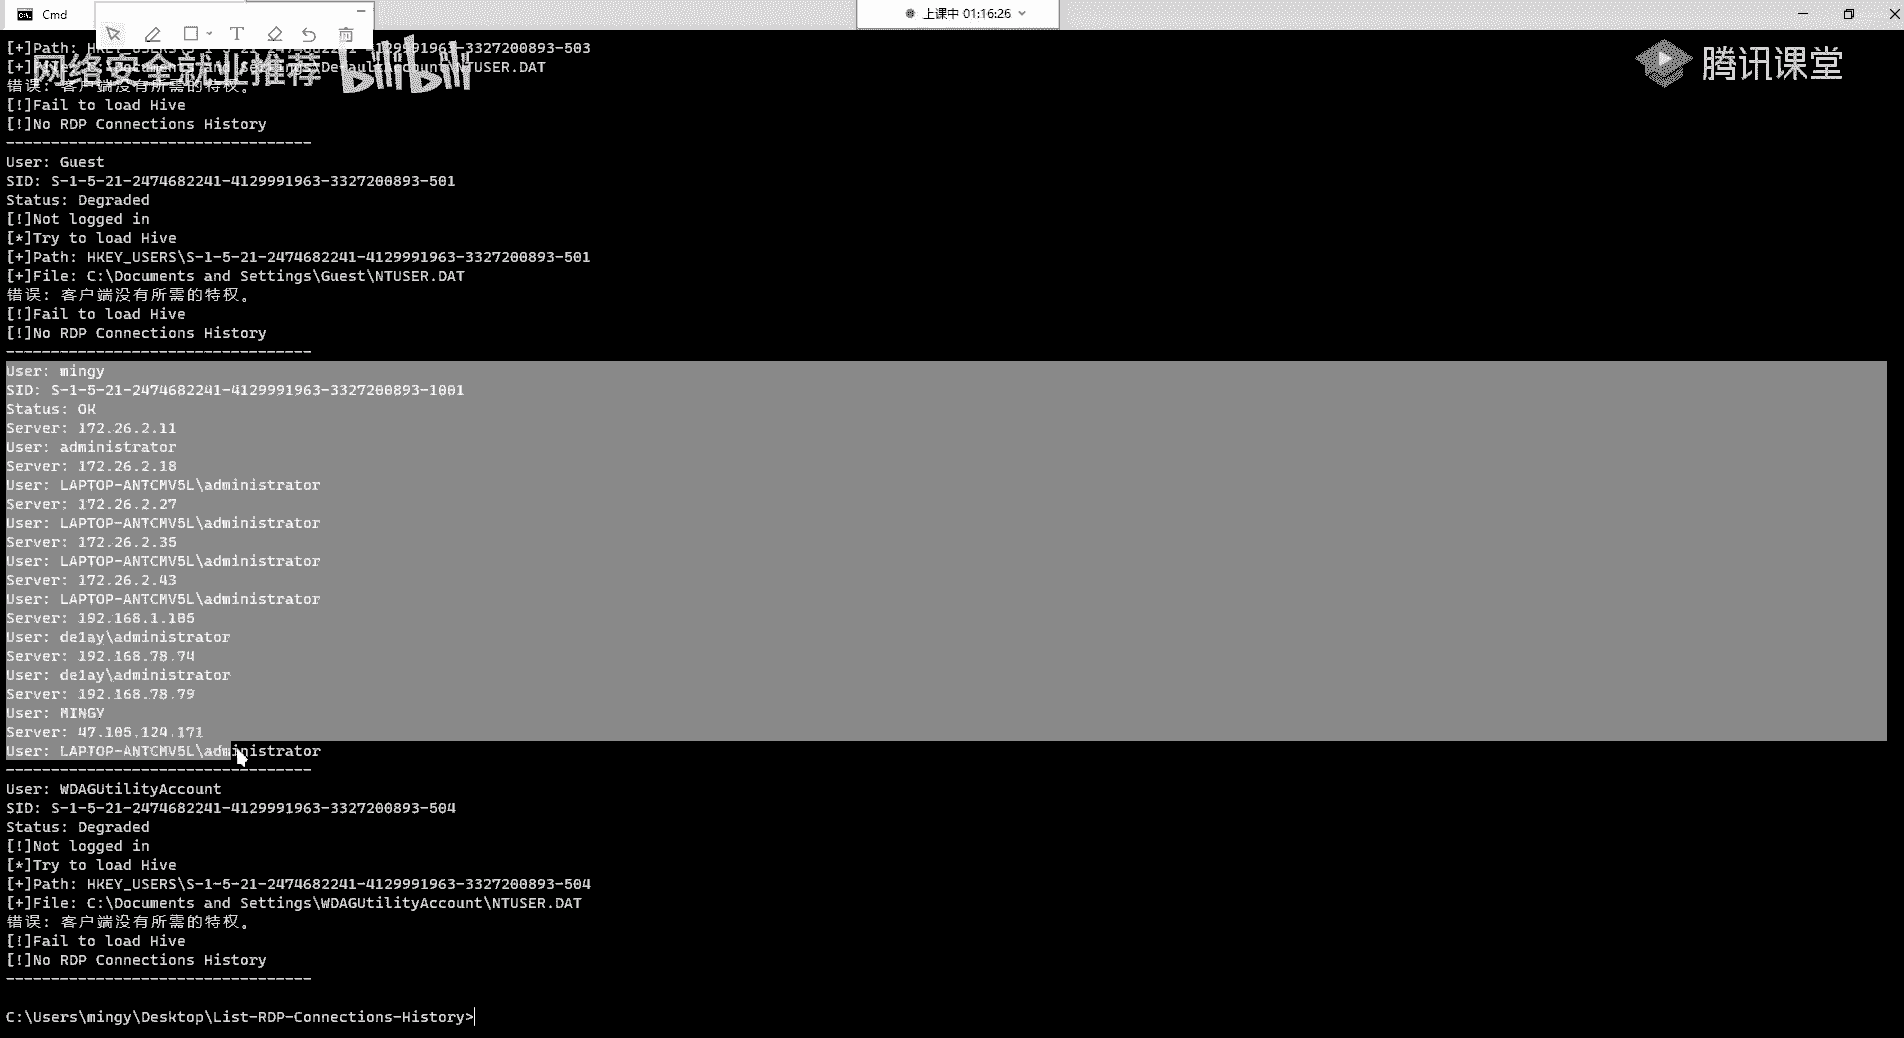 Cmd
上课中 01:16:26
[+]Path: HKEY_USERS\S-1-5-21-2474682241-4129991963-3327200893-503
[+]File: C:\Documents and Settings\DefaultAccount\NTUSER.DAT
网络安全就业推荐 bilibili
腾讯课堂
错误: 客户端没有所需的特权。
[!]Fail to load Hive
[!]No RDP Connections History
----------------------------------
User: Guest
SID: S-1-5-21-2474682241-4129991963-3327200893-501
Status: Degraded
[!]Not logged in
[*]Try to load Hive
[+]Path: HKEY_USERS\S-1-5-21-2474682241-4129991963-3327200893-501
[+]File: C:\Documents and Settings\Guest\NTUSER.DAT
错误: 客户端没有所需的特权。
[!]Fail to load Hive
[!]No RDP Connections History
----------------------------------
User: mingy
SID: S-1-5-21-2474682241-4129991963-3327200893-1001
Status: OK
Server: 172.26.2.11
User: administrator
Server: 172.26.2.18
User: LAPTOP-ANTCMV5L\administrator
Server: 172.26.2.27
User: LAPTOP-ANTCMV5L\administrator
Server: 172.26.2.35
User: LAPTOP-ANTCMV5L\administrator
Server: 172.26.2.43
User: LAPTOP-ANTCMV5L\administrator
Server: 192.168.1.105
User: de1ay\administrator
Server: 192.168.78.74
User: de1ay\administrator
Server: 192.168.78.79
User: MINGY
Server: 47.105.124.171
User: LAPTOP-ANTCMV5L\administrator
----------------------------------
User: WDAGUtilityAccount
SID: S-1-5-21-2474682241-4129991963-3327200893-504
Status: Degraded
[!]Not logged in
[*]Try to load Hive
[+]Path: HKEY_USERS\S-1-5-21-2474682241-4129991963-3327200893-504
[+]File: C:\Documents and Settings\WDAGUtilityAccount\NTUSER.DAT
错误: 客户端没有所需的特权。
[!]Fail to load Hive
[!]No RDP Connections History
----------------------------------
C:\Users\mingy\Desktop\List-RDP-Connections-History>